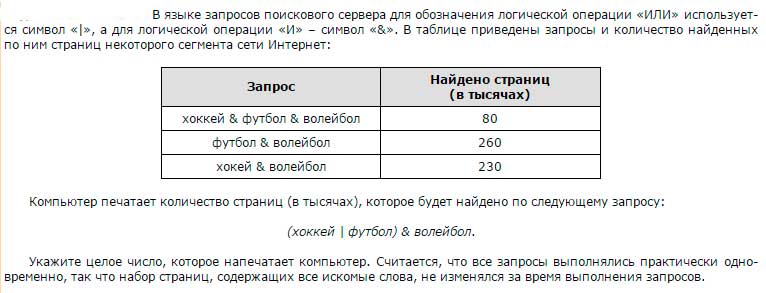 В языке запросов поискового сервера для обозначения логической операции «ИЛИ» использует-
ся символ «|», а для логической операции «И» – символ «&». В таблице приведены запросы и количество найденных
по ним страниц некоторого сегмента сети Интернет:
Запрос Найдено страниц
(в тысячах)
хоккей & футбол & волейбол 80
футбол & волейбол 260
хокей & волейбол 230
Компьютер печатает количество страниц (в тысячах), которое будет найдено по следующему запросу:
(хоккей | футбол) & волейбол.
Укажите целое число, которое напечатает компьютер. Считается, что все запросы выполнялись практически одно-
временно, так что набор страниц, содержащих все искомые слова, не изменялся за время выполнения запросов.